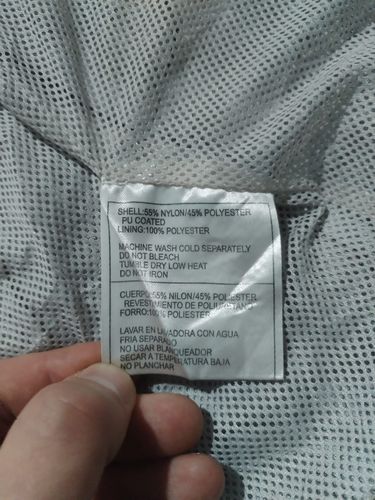 SHELL:55% NYLON/45% POLYESTER
PU COATED
LINING:100% POLYESTER
MACHINE WASH COLD SEPARATELY
DO NOT BLEACH
TUMBLE DRY LOW HEAT
DO NOT IRON
CUERPO:55% NILON/45% POLIESTER
REVESTIMENTO DE POLIURETANO
FORRO:100% POLIESTER
LAVAR EN LAVADORA CON AGUA
FRIA SEPARADO
NO USAR BLANQUEADOR
SECAR A TEMPERATURA BAJA
NO PLANCHAR